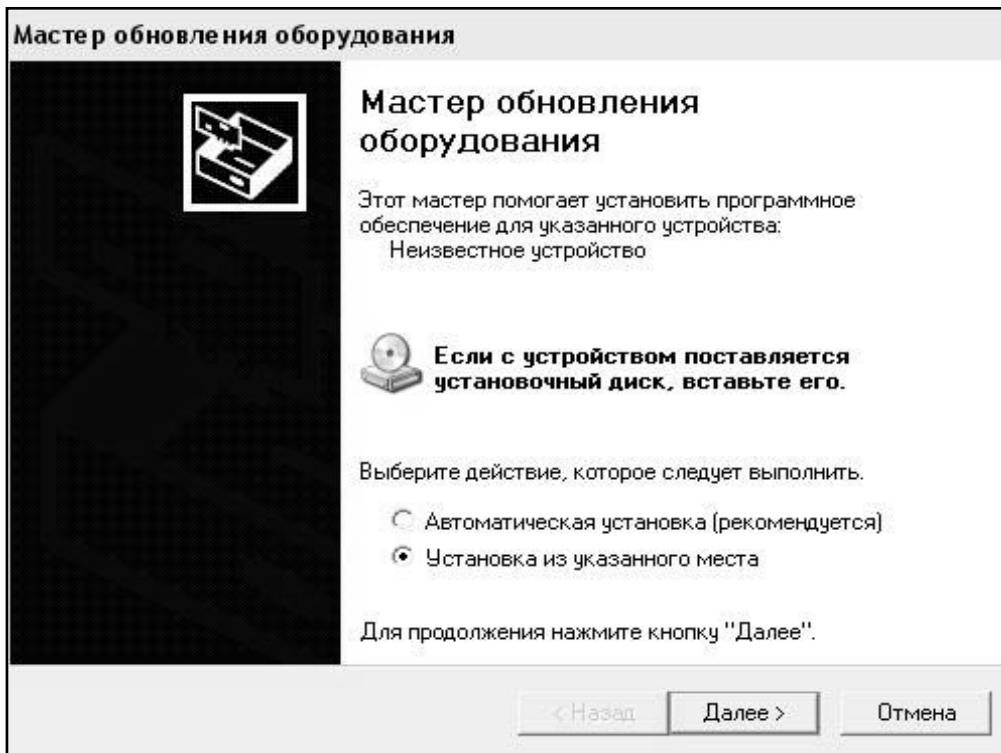 Мастер обновления оборудования
Мастер обновления
оборудования
Этот мастер помогает установить программное
обеспечение для указанного устройства:
Неизвестное устройство
Если с устройством поставляется
установочный диск, вставьте его.
Выберите действие, которое следует выполнить.
Автоматическая установка (рекомендуется)
Установка из указанного места
Для продолжения нажмите кнопку "Далее".
< Назад
Далее >
Отмена